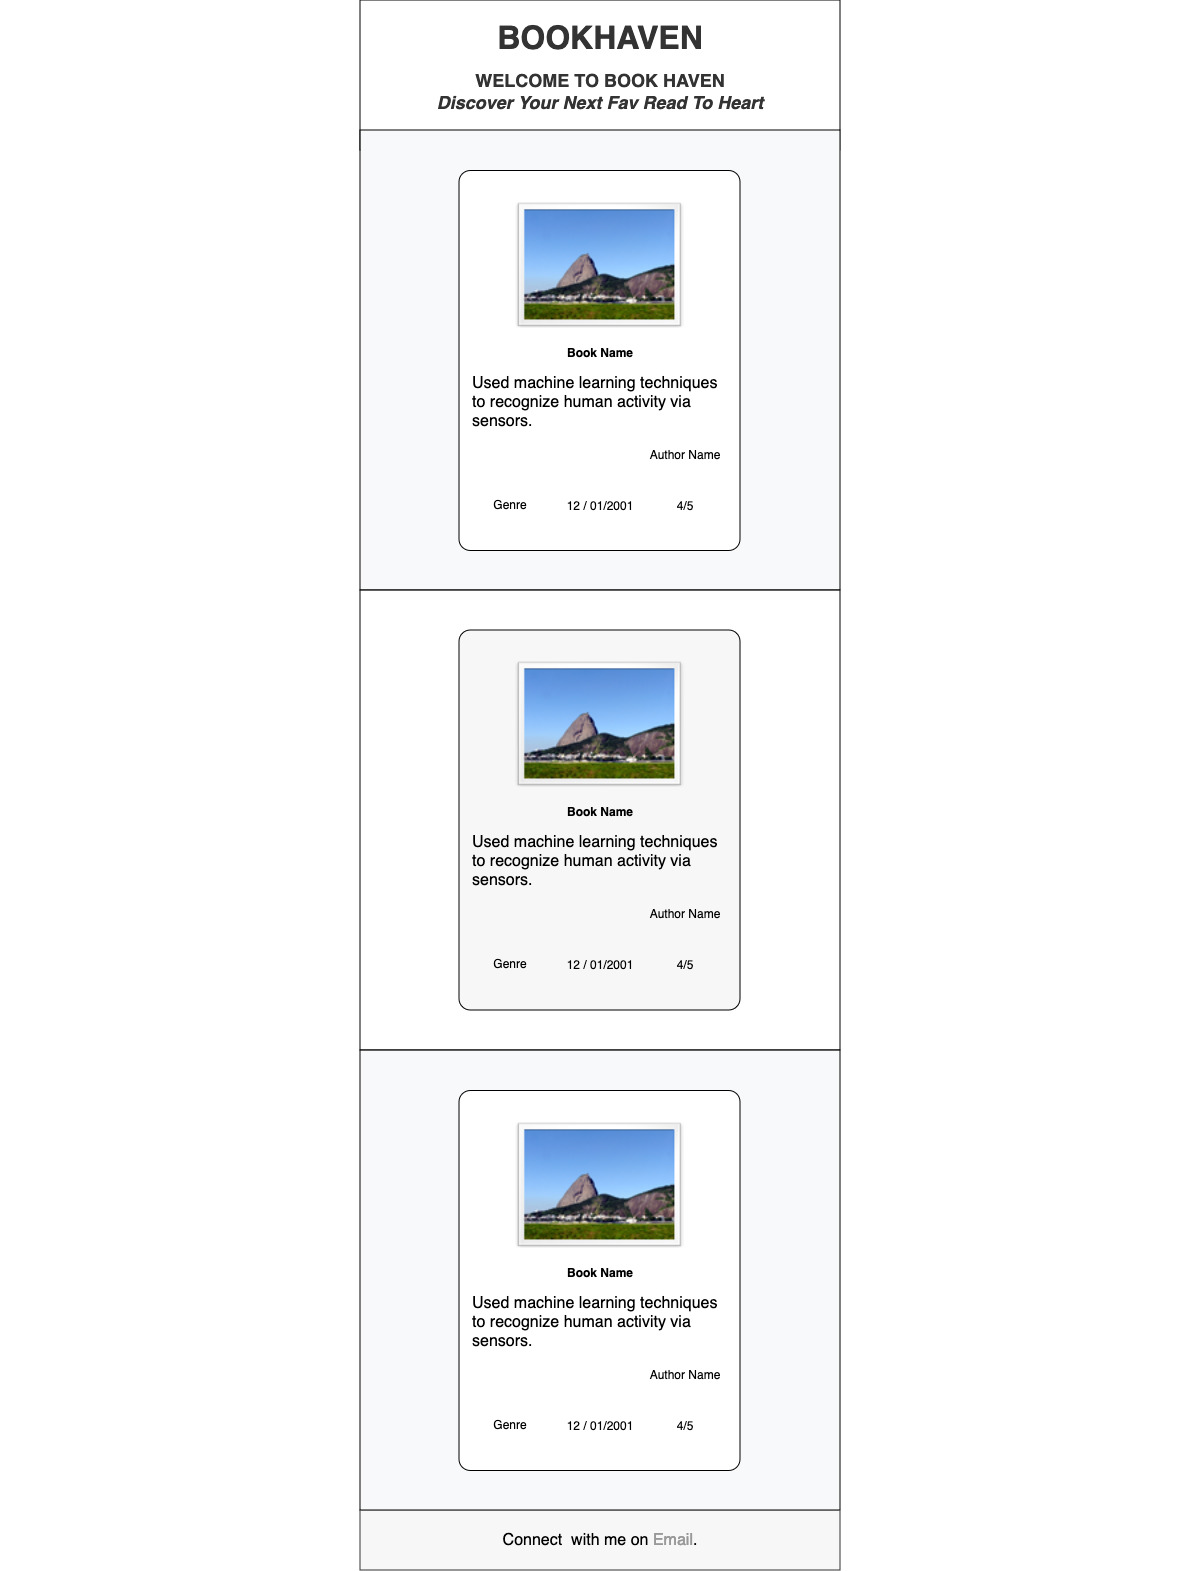 BOOKHAVEN
WELCOME TO BOOK HAVEN
Discover Your Next Fav Read To Heart
Book Name
Used machine learning techniques
to recognize human activity via
sensors.
Author Name
Genre 12 / 01/2001 4/5
Book Name
Used machine learning techniques
to recognize human activity via
sensors.
Author Name
Genre 12 / 01/2001 4/5
Book Name
Used machine learning techniques
to recognize human activity via
sensors.
Author Name
Genre 12 / 01/2001 4/5
Connect  with me on Email.